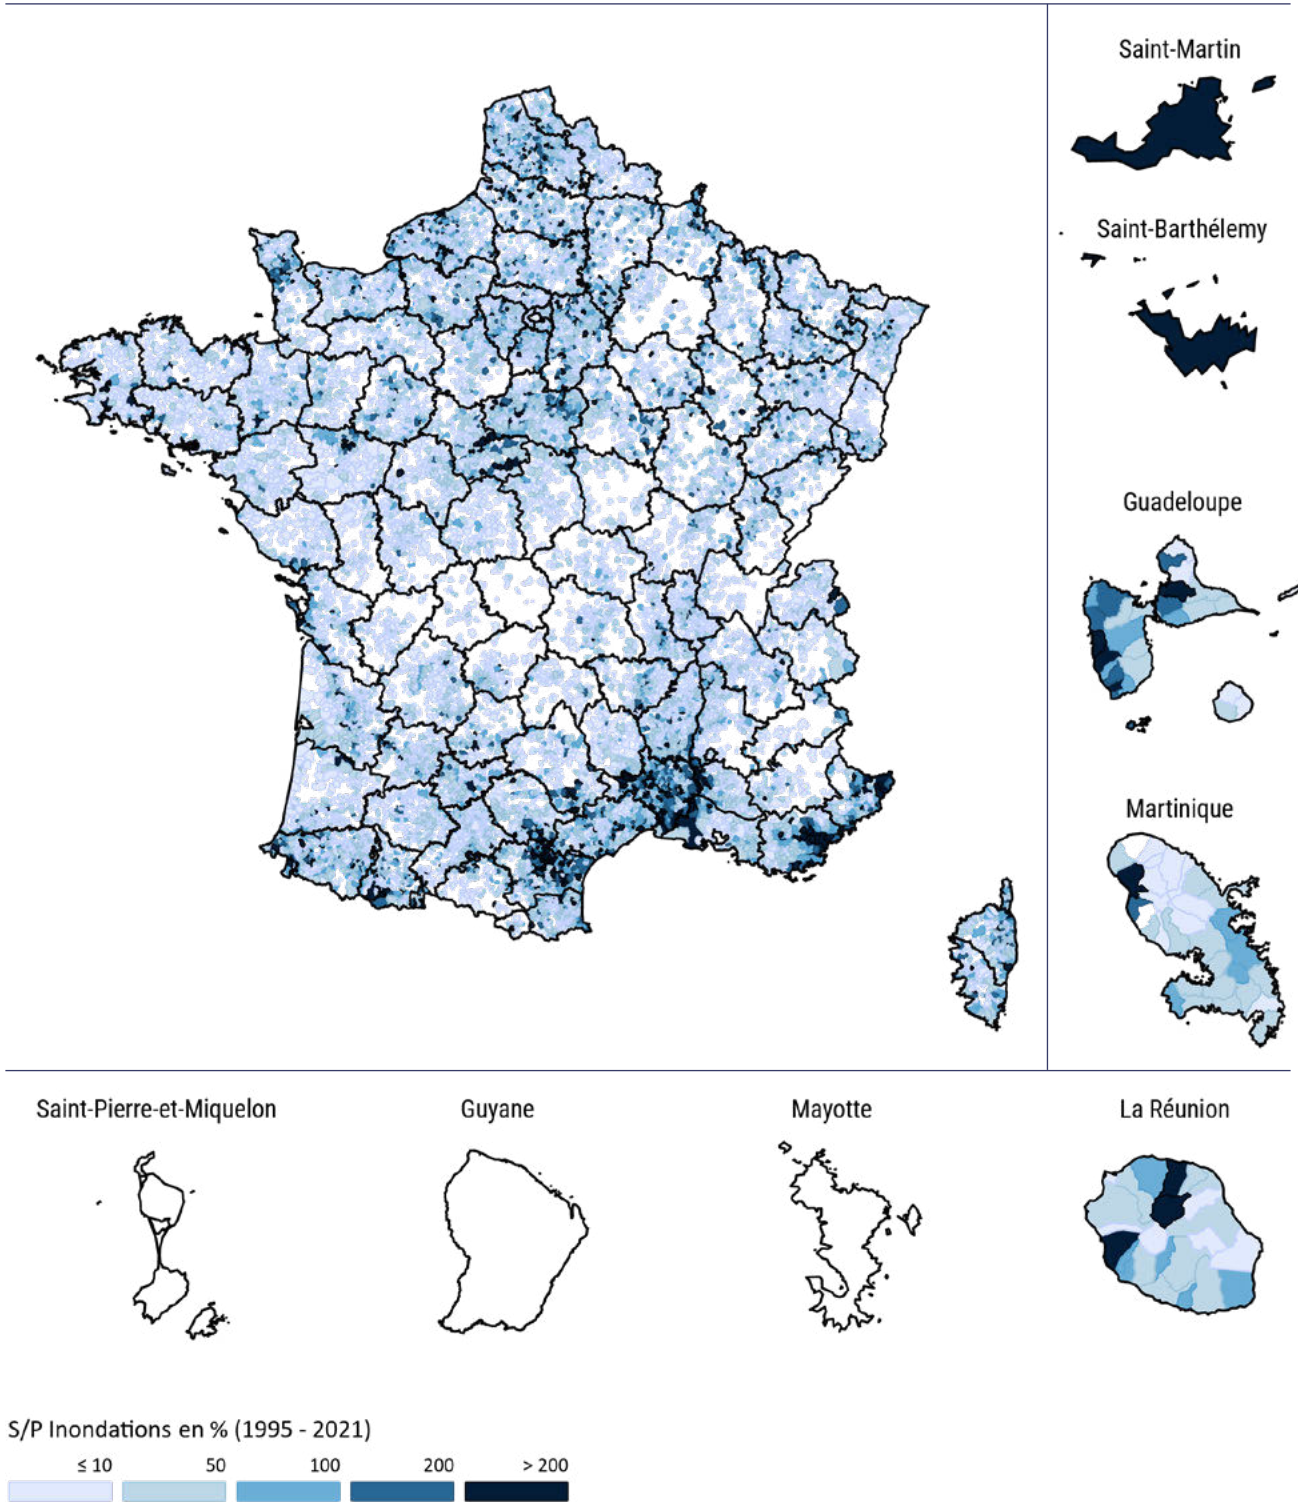 Saint-Martin
Saint-Barthélemy
Guadeloupe
Martinique
Saint-Pierre-et-Miquelon
Guyane
Mayotte
La Réunion
S/P Inondations en % (1995 - 2021)
≤ 10 50 100 200 > 200